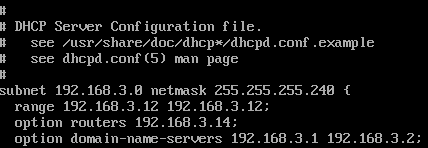 #
# DHCP Server Configuration file.
#   see /usr/share/doc/dhcp*/dhcpd.conf.example
#   see dhcpd.conf(5) man page
#
subnet 192.168.3.0 netmask 255.255.255.240 {
  range 192.168.3.12 192.168.3.12;
  option routers 192.168.3.14;
  option domain-name-servers 192.168.3.1 192.168.3.2;